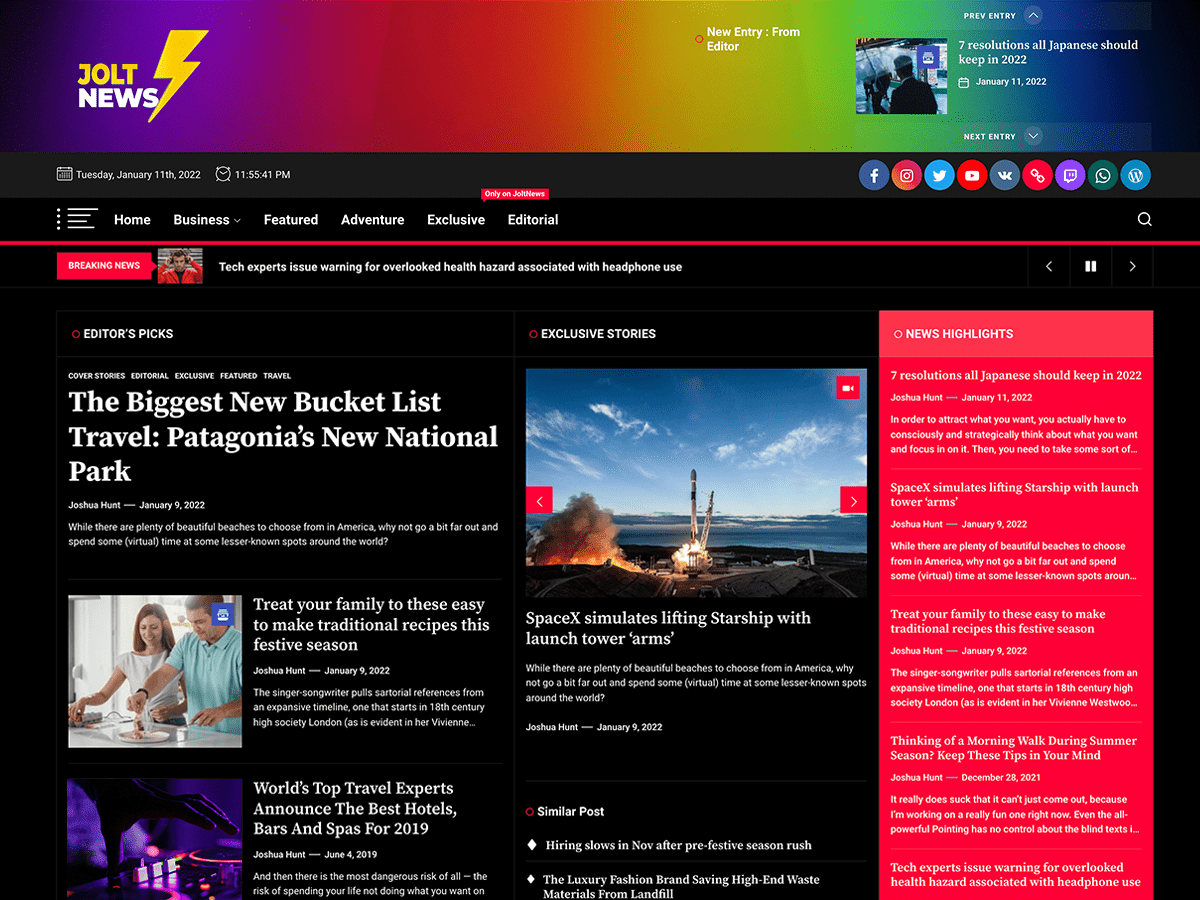 JOLT
NEWS
New Entry : From
Editor
PREV ENTRY
7 resolutions all Japanese should
keep in 2022
January 11, 2022
NEXT ENTRY
Tuesday, January 11th, 2022
11:55:41 PM
Home
Business
Featured
Adventure
Exclusive
Only on JoltNews
Editorial
BREAKING NEWS
Tech experts issue warning for overlooked health hazard associated with headphone use
EDITOR'S PICKS
COVER STORIES EDITORIAL EXCLUSIVE FEATURED TRAVEL
The Biggest New Bucket List
Travel: Patagonia’s New National
Park
Joshua Hunt — January 9, 2022
While there are plenty of beautiful beaches to choose from in America, why not go a bit far out and
spend some (virtual) time at some lesser-known spots around the world?
Treat your family to these easy
to make traditional recipes this
festive season
Joshua Hunt — January 9, 2022
The singer-songwriter pulls sartorial references from
an expansive timeline, one that starts in 18th century
high society London (as is evident in her Vivienne…
World’s Top Travel Experts
Announce The Best Hotels,
Bars And Spas For 2019
Joshua Hunt — June 4, 2019
And then there is the most dangerous risk of all — the
risk of spending your life not doing what you want on
EXCLUSIVE STORIES
SpaceX simulates lifting Starship with
launch tower ‘arms’
While there are plenty of beautiful beaches to choose from in America, why
not go a bit far out and spend some (virtual) time at some lesser-known spots
around the world?
Joshua Hunt — January 9, 2022
Similar Post
Hiring slows in Nov after pre-festive season rush
The Luxury Fashion Brand Saving High-End Waste
Materials From Landfill
NEWS HIGHLIGHTS
7 resolutions all Japanese should keep in 2022
Joshua Hunt — January 11, 2022
In order to attract what you want, you actually have to
consciously and strategically think about what you want
and focus in on it. Then, you need to take some sort of…
SpaceX simulates lifting Starship with launch
tower ‘arms’
Joshua Hunt — January 9, 2022
While there are plenty of beautiful beaches to choose
from in America, why not go a bit far out and spend
some (virtual) time at some lesser-known spots aroun…
Treat your family to these easy to make
traditional recipes this festive season
Joshua Hunt — January 9, 2022
The singer-songwriter pulls sartorial references from an
expansive timeline, one that starts in 18th century high
society London (as is evident in her Vivienne Westwoo…
Thinking of a Morning Walk During Summer
Season? Keep These Tips in Your Mind
Joshua Hunt — December 28, 2021
It really does suck that it can't just come out, because
I'm working on a really fun one right now. Even the all-
powerful Pointing has no control about the blind texts i…
Tech experts issue warning for overlooked
health hazard associated with headphone use